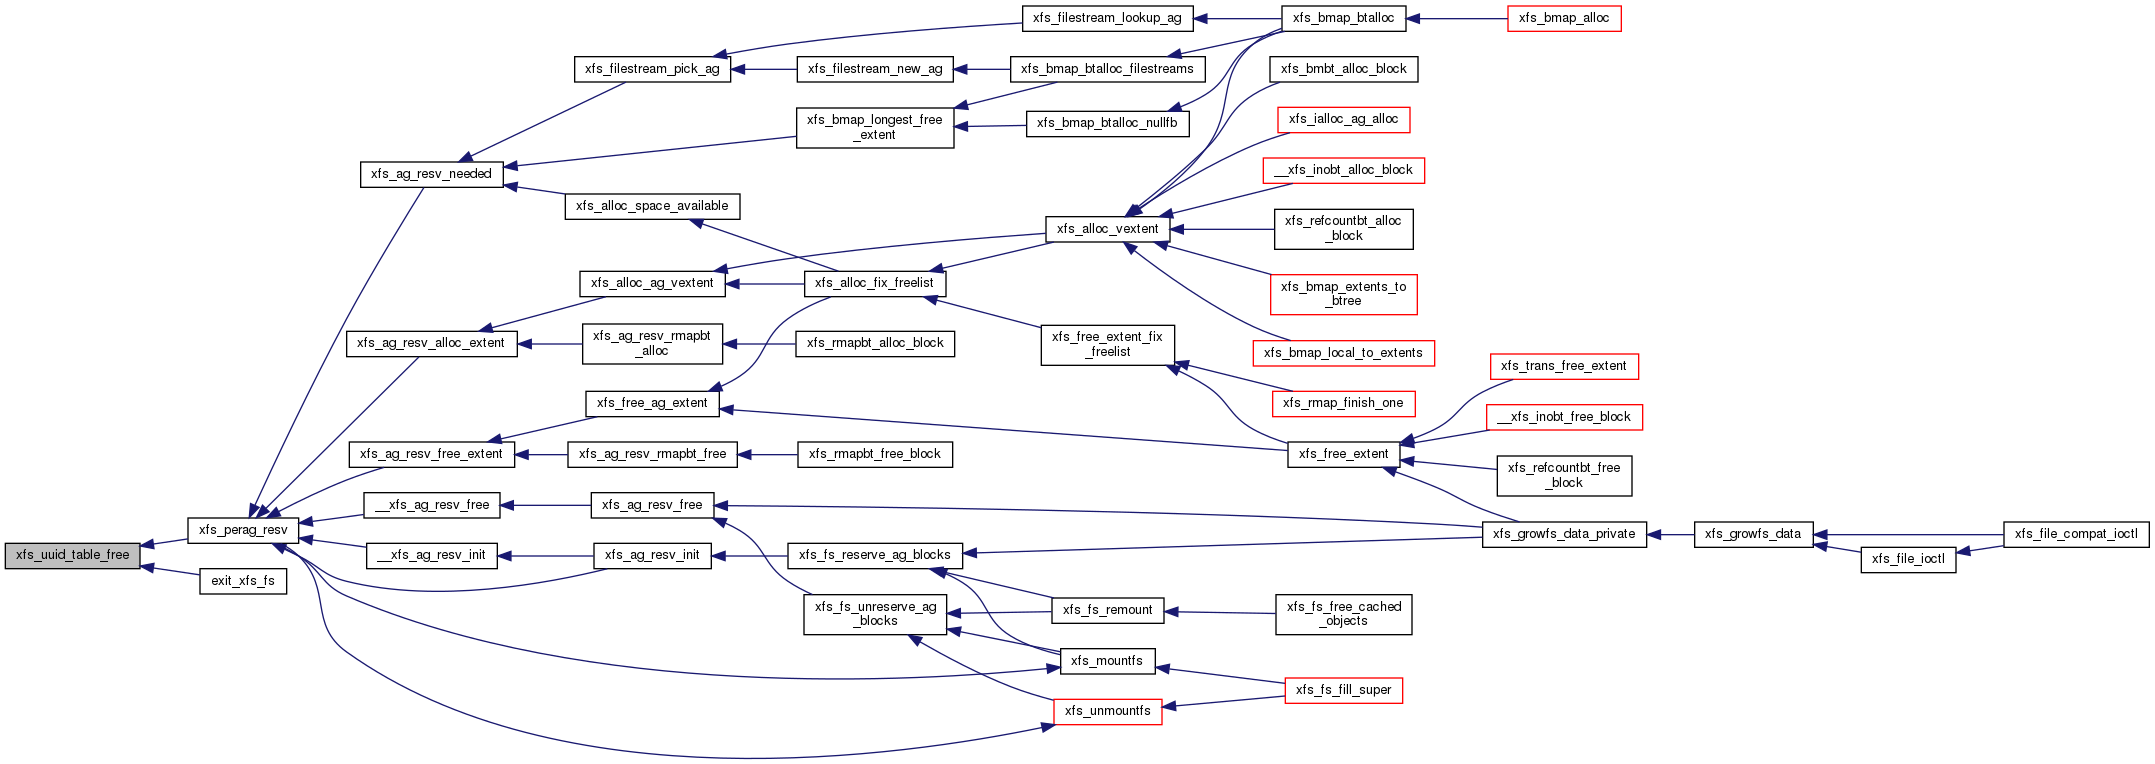 xfs_filestream_lookup_ag
xfs_bmap_btalloc
xfs_bmap_alloc
xfs_filestream_pick_ag
xfs_filestream_new_ag
xfs_bmap_btalloc_filestreams
xfs_bmbt_alloc_block
xfs_bmap_longest_free
_extent
xfs_bmap_btalloc_nullfb
xfs_ialloc_ag_alloc
xfs_ag_resv_needed
__xfs_inobt_alloc_block
xfs_alloc_space_available
xfs_alloc_vextent
xfs_refcountbt_alloc
_block
xfs_alloc_ag_vextent
xfs_alloc_fix_freelist
xfs_bmap_extents_to
_btree
xfs_ag_resv_alloc_extent
xfs_ag_resv_rmapbt
_alloc
xfs_rmapbt_alloc_block
xfs_free_extent_fix
_freelist
xfs_bmap_local_to_extents
xfs_trans_free_extent
xfs_free_ag_extent
xfs_rmap_finish_one
__xfs_inobt_free_block
xfs_ag_resv_free_extent
xfs_ag_resv_rmapbt_free
xfs_rmapbt_free_block
xfs_free_extent
xfs_refcountbt_free
_block
__xfs_ag_resv_free
xfs_ag_resv_free
xfs_perag_resv
xfs_growfs_data_private
xfs_growfs_data
xfs_file_compat_ioctl
xfs_uuid_table_free
__xfs_ag_resv_init
xfs_ag_resv_init
xfs_fs_reserve_ag_blocks
xfs_file_ioctl
exit_xfs_fs
xfs_fs_unreserve_ag
_blocks
xfs_fs_remount
xfs_fs_free_cached
_objects
xfs_mountfs
xfs_fs_fill_super
xfs_unmountfs